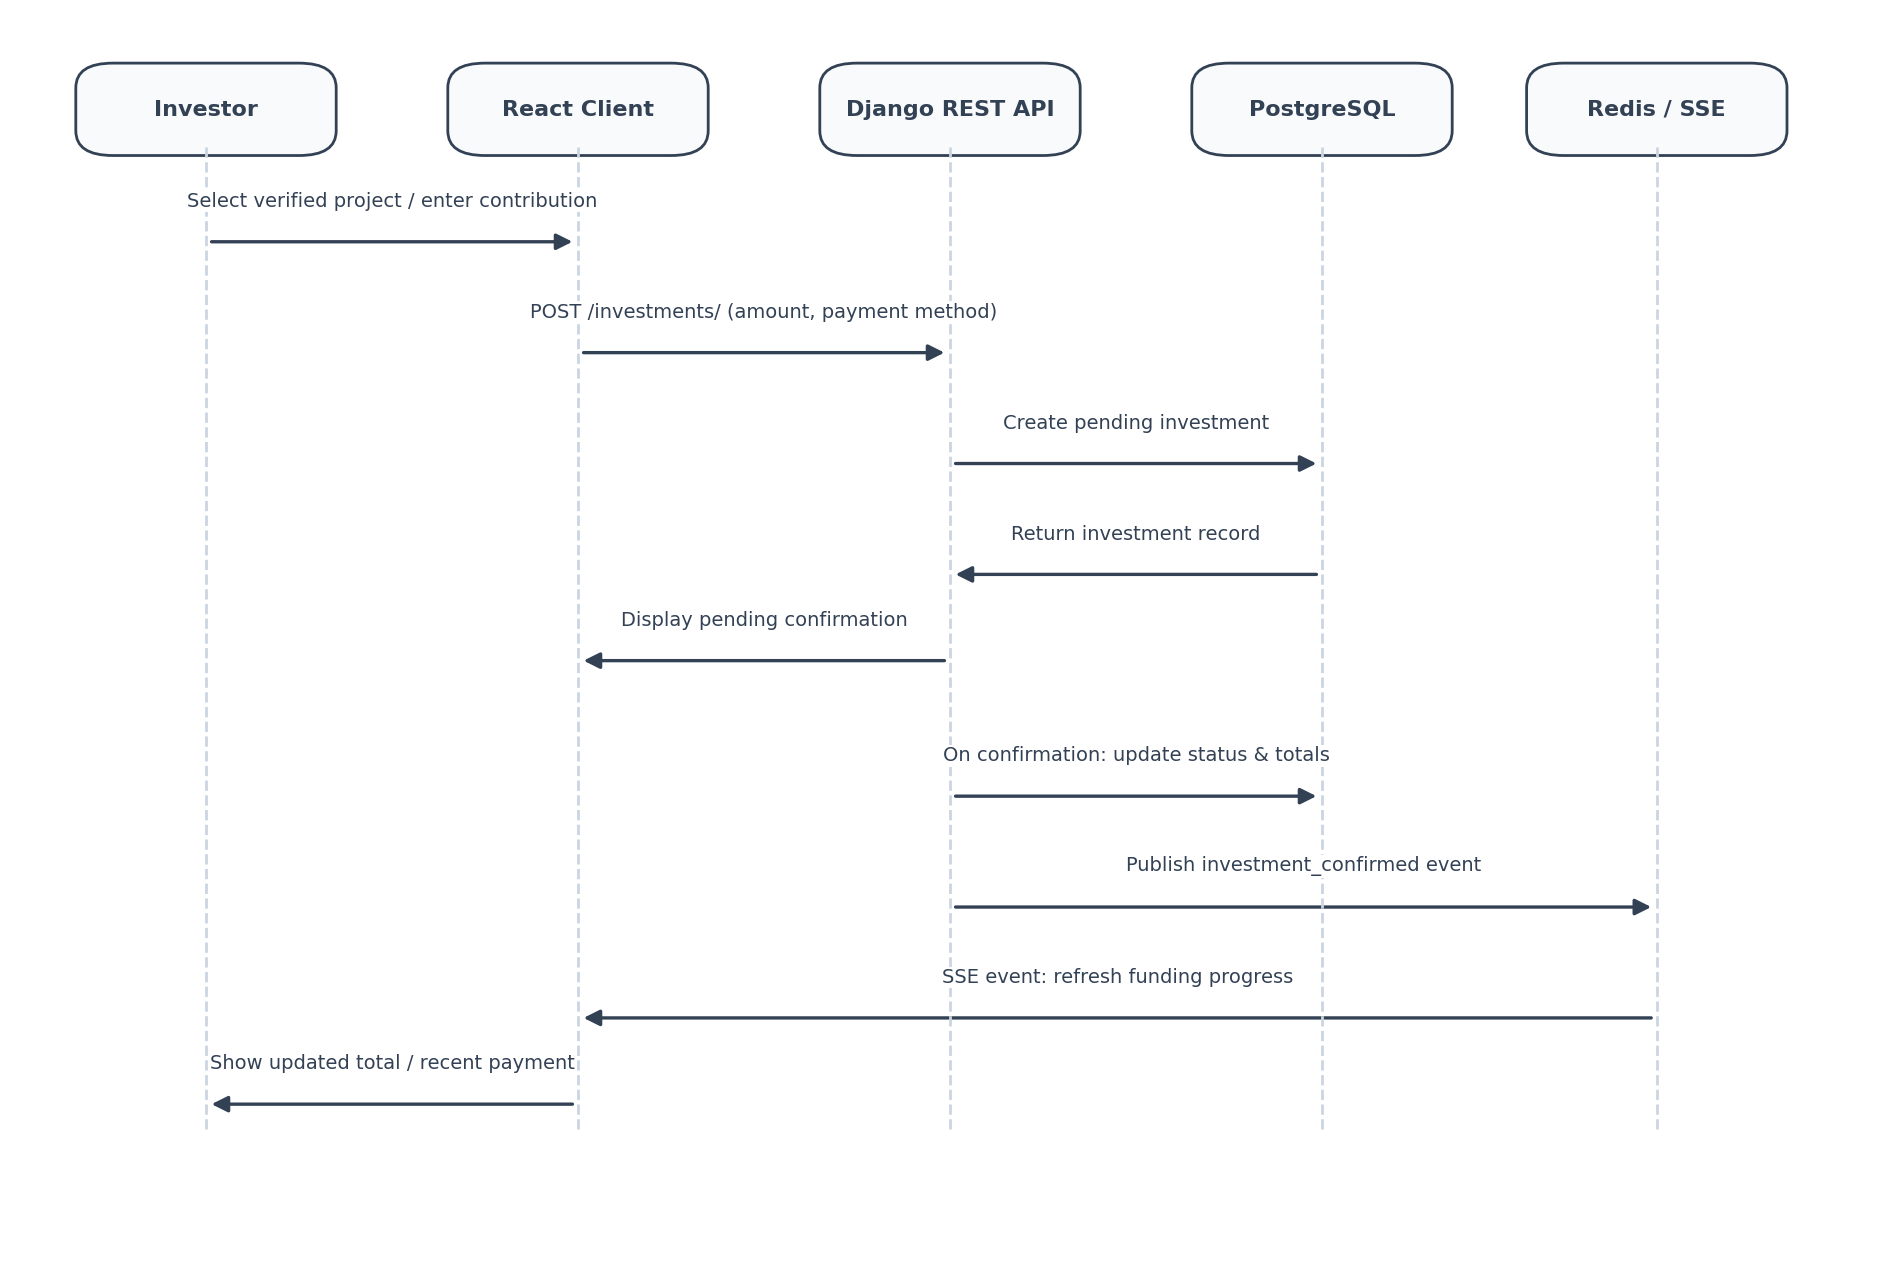 Investor
React Client
Django REST API
PostgreSQL
Redis / SSE
Select verified project / enter contribution
POST /investments/ (amount, payment method)
Create pending investment
Return investment record
Display pending confirmation
On confirmation: update status & totals
Publish investment_confirmed event
SSE event: refresh funding progress
Show updated total / recent payment